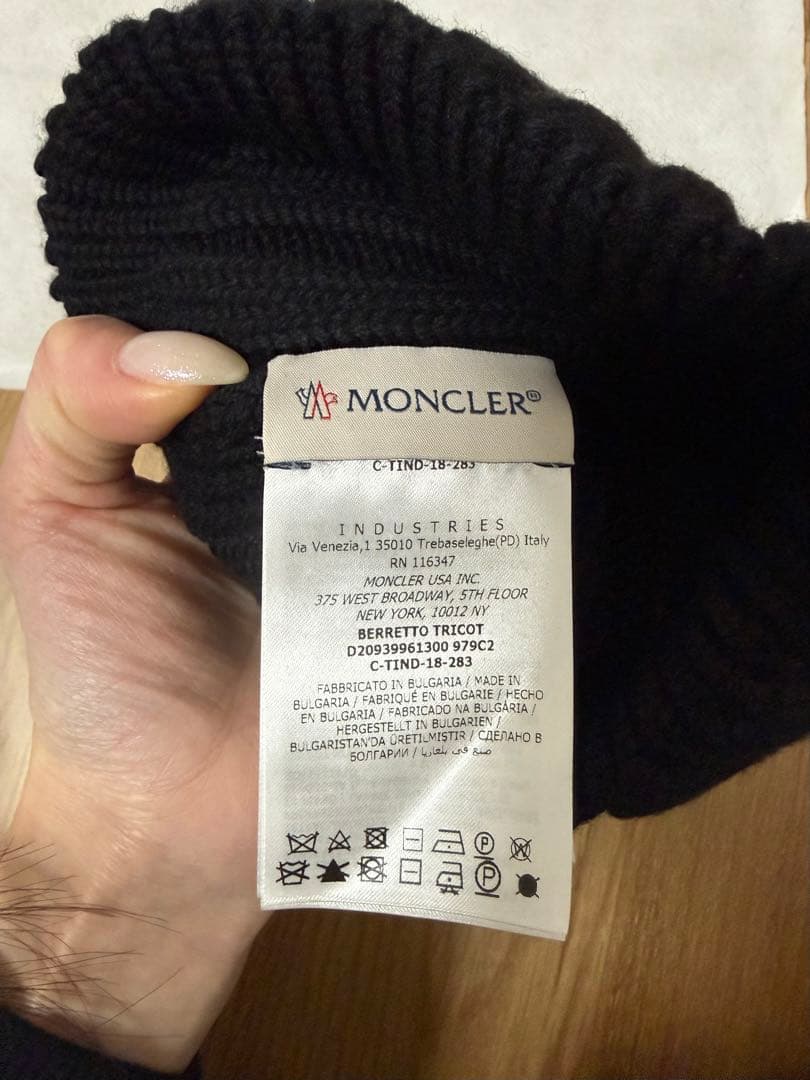 MONCLER®
C-TIND-18-283
INDUSTRIES
Via Venezia,1 35010 Trebaseleghe(PD) Italy
RN 116347
MONCLER USA INC.
375 WEST BROADWAY, 5TH FLOOR
NEW YORK, 10012 NY
BERRETTO TRICOT
D20939961300 979C2
C-TIND-18-283
FABBRICATO IN BULGARIA / MADE IN
BULGARIA / FABRIQUÉ EN BULGARIE / HECHO
EN BULGARIA / FABRICADO NA BULGÁRIA /
HERGESTELLT IN BULGARIEN /
BULGARISTAN'DA ÜRETILMISTIR / СДЕЛАНО В
БОЛГАРИИ / صنع في بلغاريا
P W
P